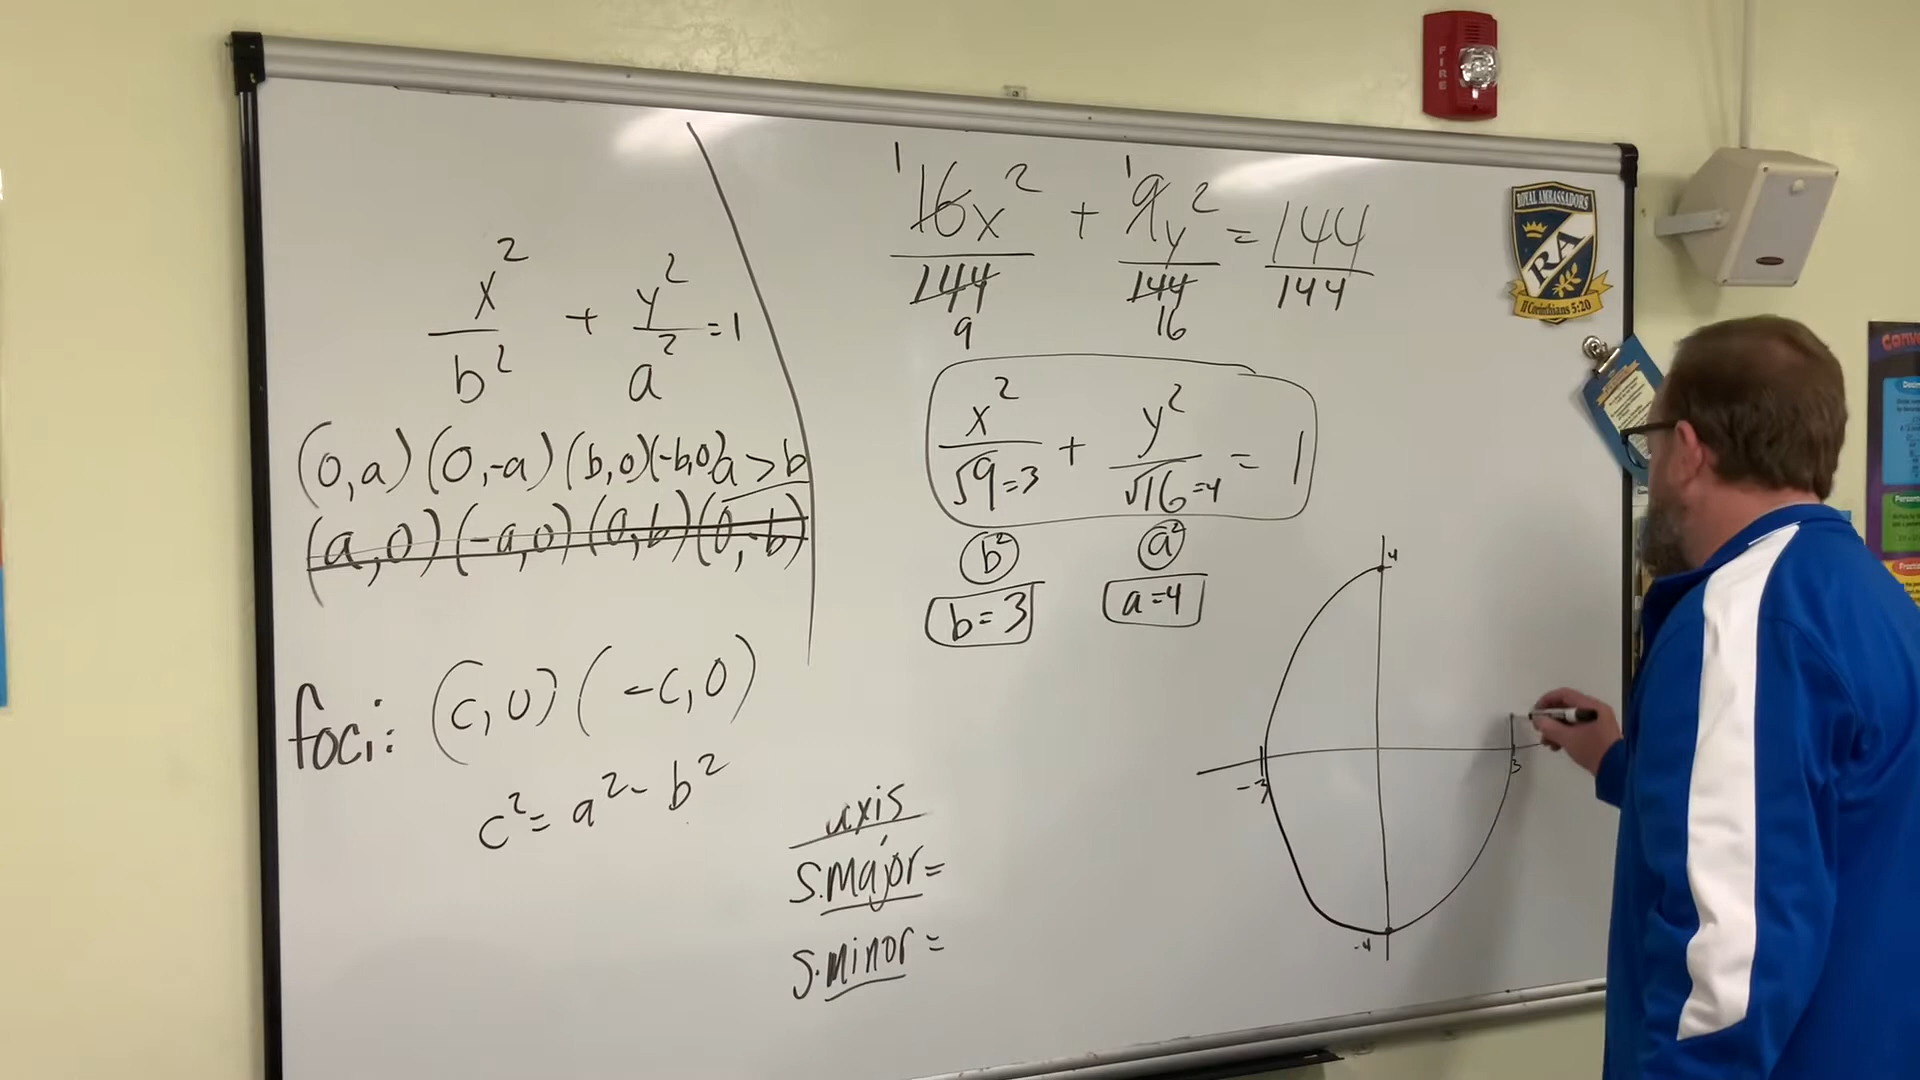 x² / b² + y² / a² = 1
(0,a) (0,-a) (b,0) (-b,0) a > b
(a,0) (-a,0) (0,b) (0,-b)
foci: (c,0) (-c,0)
c² = a² - b²
axis
S.Major =
S.minor =
1 1
16x² / 144 + 9y² / 144 = 144 / 144
9 16
x² / √9=3 + y² / √16=4 = 1
b² a²
b=3 a=4
4
-3 3
-4
FIRE
ROYAL AMBASSADORS
RA
II Corinthians 5:20